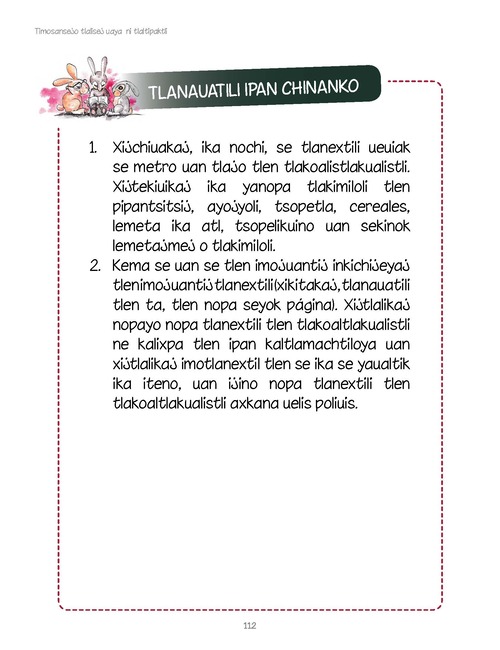 Timosansejo tlalisej uaya ni tlaltipaktli
TLANAUATILI IPAN CHINANKO
1. Xijchiuakaj, ika nochi, se tlanextili ueuiak
se metro uan tlajo tlen tlakoalistlakualistli.
Xijtekiuikaj ika yanopa tlakimiloli tlen
pipantsitsij, ayojyoli, tsopetla, cereales,
lemeta ika atl, tsopelikuino uan sekinok
lemetajmej o tlakimiloli.
2. Kema se uan se tlen imojuantij inkichijeyaj
tlen imojuantij tlanextili (xikitakaj, tlanauatili
tlen ta, tlen nopa seyok página). Xijtlalikaj
nopayo nopa tlanextili tlen tlakoaltlakualistli
ne kalixpa tlen ipan kaltlamachtiloya uan
xijtlalikaj imotlanextil tlen se ika se yaualtik
ika iteno, uan ijino nopa tlanextili tlen
tlakoaltlakualistli axkana uelis poliuis.
112